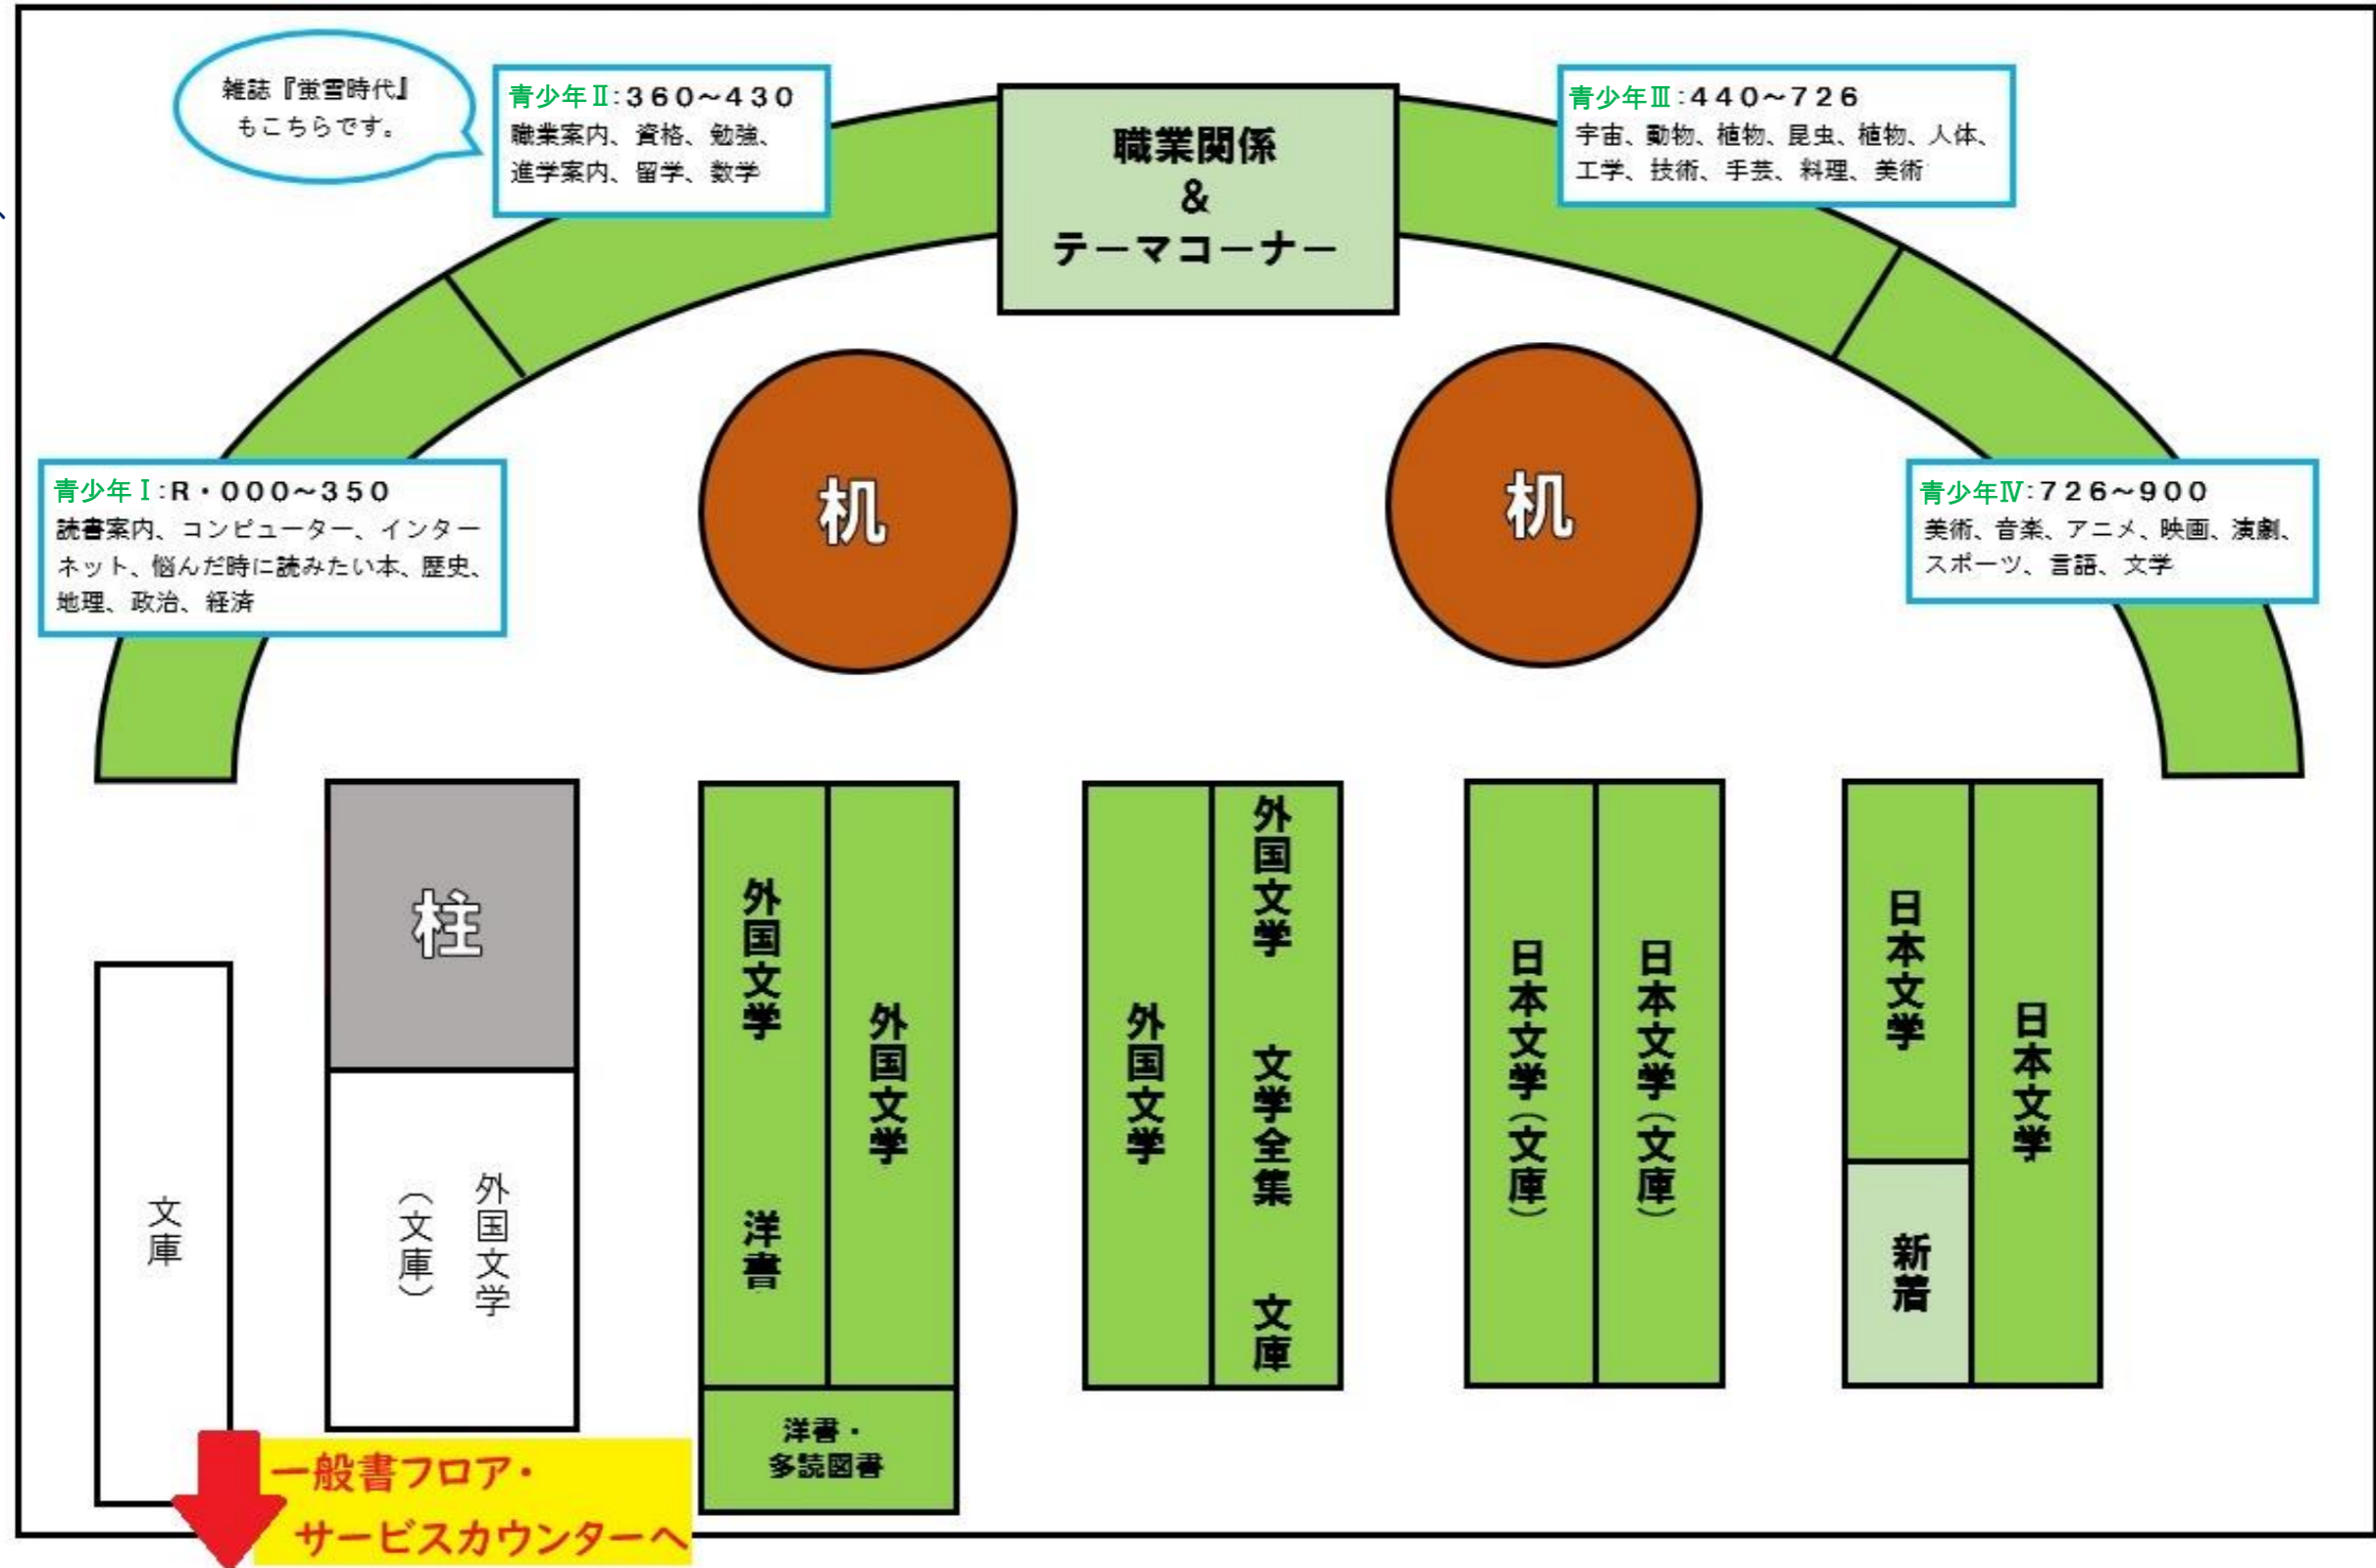 雑誌『蛍雪時代』
もこちらです。
青少年Ⅱ:360~430
職業案内、資格、勉強、
進学案内、留学、数学
職業関係
&
テーマコーナー
青少年Ⅲ:440~726
宇宙、動物、植物、昆虫、植物、人体、
工学、技術、手芸、料理、美術
青少年Ⅰ:R・000~350
読書案内、コンピューター、インター
ネット、悩んだ時に読みたい本、歴史、
地理、政治、経済
机
机
青少年Ⅳ:726~900
美術、音楽、アニメ、映画、演劇、
スポーツ、言語、文学
文庫
柱
外国文学
(文庫)
外国文学 洋書
外国文学
洋書・
多読図書
外国文学
外国文学 文学全集 文庫
日本文学(文庫)
日本文学(文庫)
日本文学
新着
日本文学
一般書フロア・
サービスカウンターへ